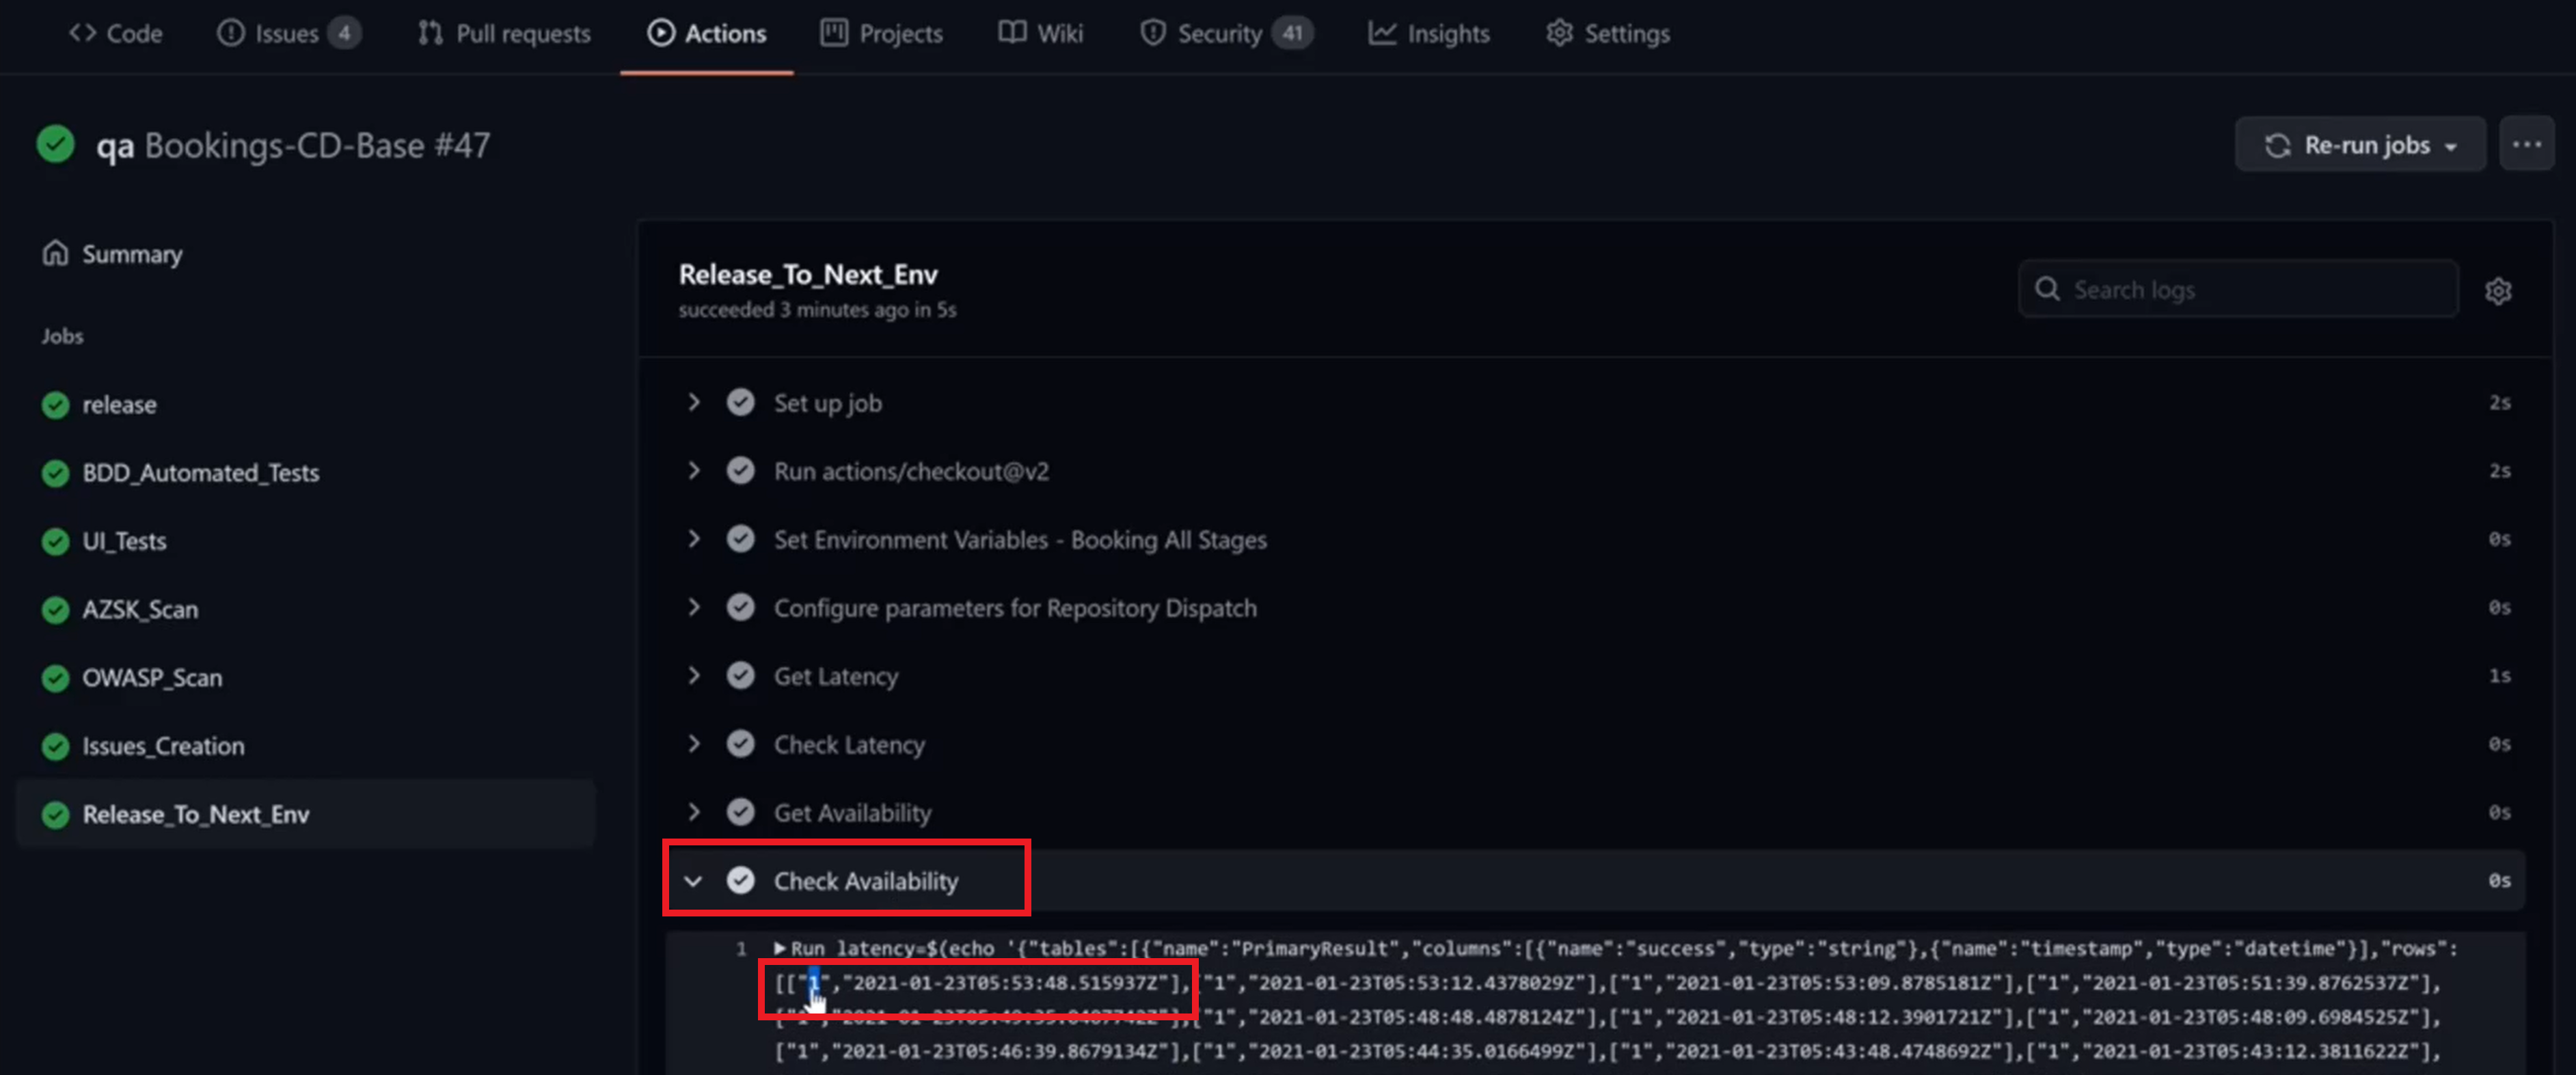 Code Issues 4 Pull requests Actions Projects Wiki Security 41 Insights Settings
qa Bookings-CD-Base #47
Re-run jobs
Summary
Jobs
release
BDD_Automated_Tests
UI_Tests
AZSK_Scan
OWASP_Scan
Issues_Creation
Release_To_Next_Env
Release_To_Next_Env
succeeded 3 minutes ago in 5s
Search logs
Set up job 2s
Run actions/checkout@v2 2s
Set Environment Variables - Booking All Stages 0s
Configure parameters for Repository Dispatch 0s
Get Latency 1s
Check Latency 0s
Get Availability 0s
Check Availability 0s
1 Run latency=$(echo '{"tables":[{"name":"PrimaryResult","columns":[{"name":"success","type":"string"},{"name":"timestamp","type":"datetime"}],"rows":
[["1","2021-01-23T05:53:48.515937Z"],["1","2021-01-23T05:53:12.4378029Z"],["1","2021-01-23T05:53:09.8785181Z"],["1","2021-01-23T05:51:39.8762537Z"],
["1","2021-01-23T05:48:48.4878124Z"],["1","2021-01-23T05:48:12.3901721Z"],["1","2021-01-23T05:48:09.6984525Z"],
["1","2021-01-23T05:46:39.8679134Z"],["1","2021-01-23T05:44:35.0166499Z"],["1","2021-01-23T05:43:48.4748692Z"],["1","2021-01-23T05:43:12.3811622Z"],